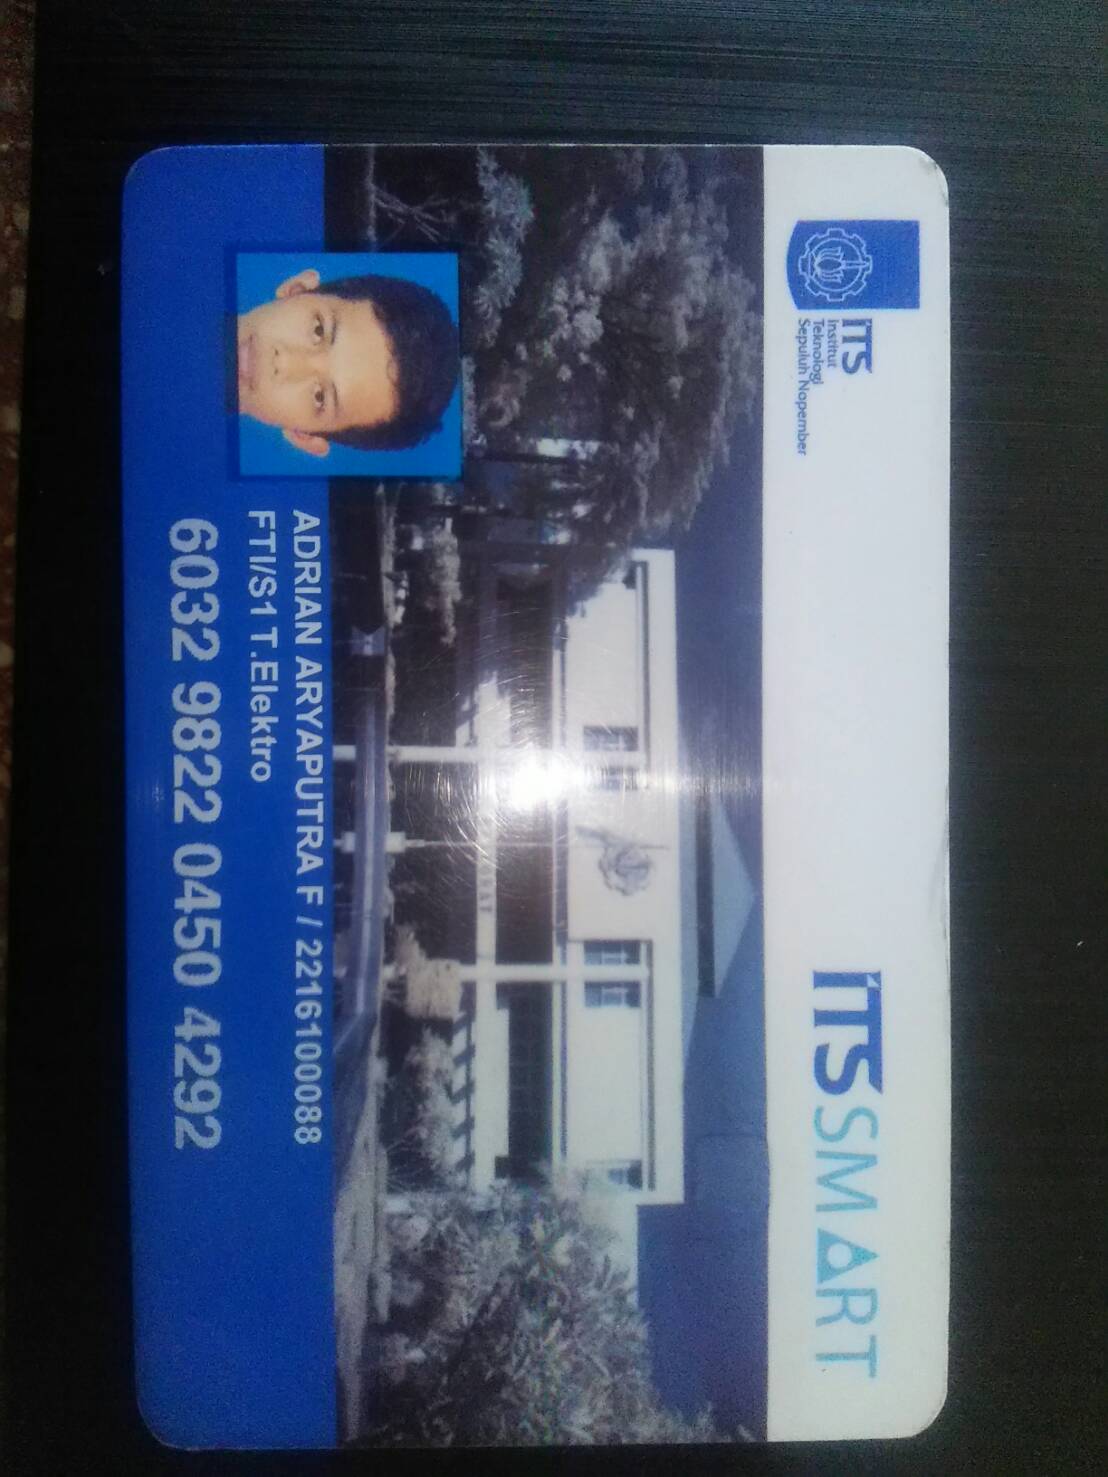 ITS
Institut
Teknologi
Sepuluh Nopember
ITS SMART
ADRIAN ARYAPUTRA F / 2216100088
FTI/S1 T.Elektro
6032 9822 0450 4292